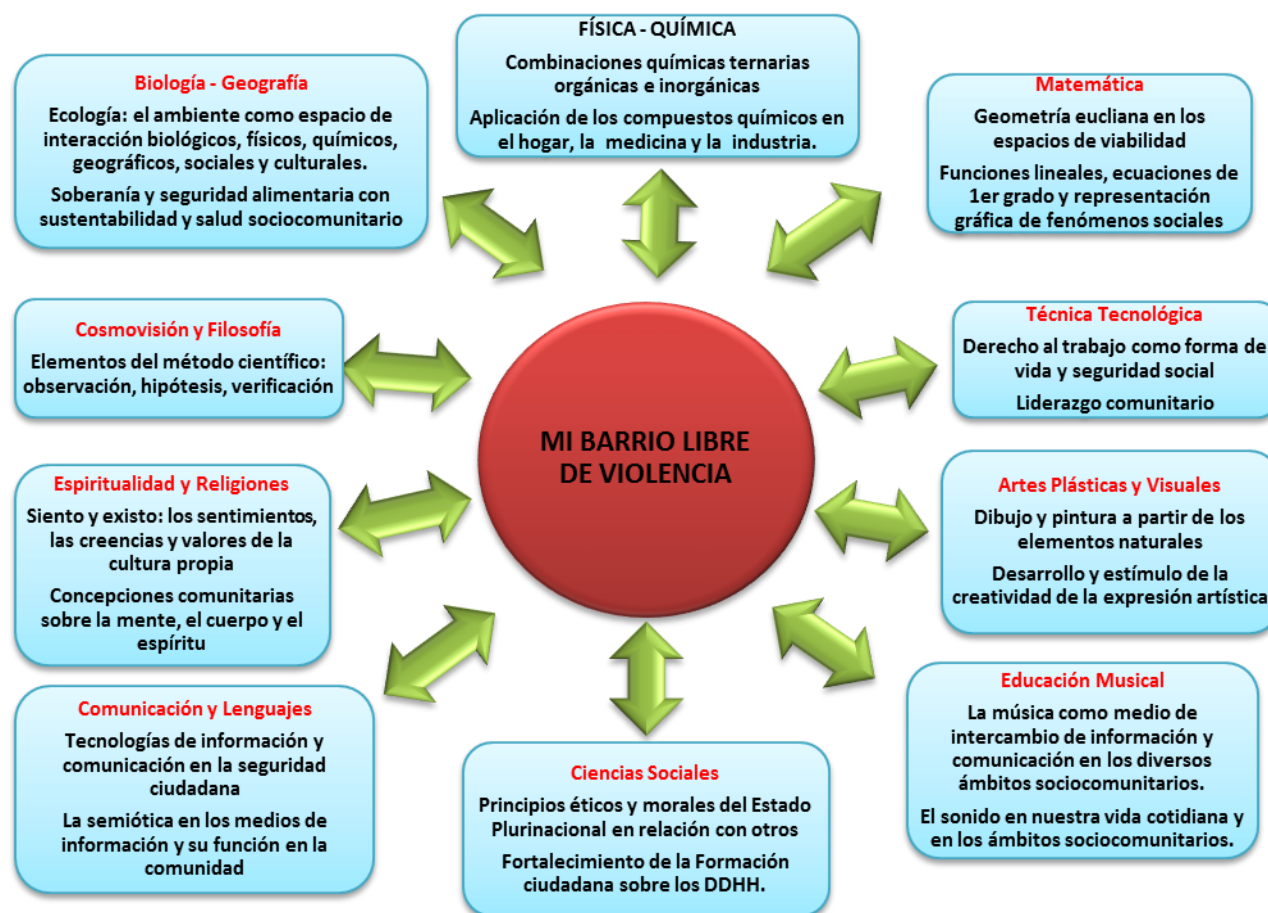 FÍSICA - QUÍMICA
Combinaciones químicas ternarias
orgánicas e inorgánicas
Aplicación de los compuestos químicos en
el hogar, la medicina y la industria.
Biología - Geografía
Ecología: el ambiente como espacio de
interacción biológicos, físicos, químicos,
geográficos, sociales y culturales.
Soberanía y seguridad alimentaria con
sustentabilidad y salud sociocomunitario
Matemática
Geometría eucliana en los
espacios de viabilidad
Funciones lineales, ecuaciones de
1er grado y representación
gráfica de fenómenos sociales
Cosmovisión y Filosofía
Elementos del método científico:
observación, hipótesis, verificación
Técnica Tecnológica
Derecho al trabajo como forma de
vida y seguridad social
Liderazgo comunitario
MI BARRIO LIBRE
DE VIOLENCIA
Espiritualidad y Religiones
Siento y existo: los sentimientos,
las creencias y valores de la
cultura propia
Concepciones comunitarias
sobre la mente, el cuerpo y el
espíritu
Artes Plásticas y Visuales
Dibujo y pintura a partir de los
elementos naturales
Desarrollo y estímulo de la
creatividad de la expresión artística
Comunicación y Lenguajes
Tecnologías de información y
comunicación en la seguridad
ciudadana
La semiótica en los medios de
información y su función en la
comunidad
Ciencias Sociales
Principios éticos y morales del Estado
Plurinacional en relación con otros
Fortalecimiento de la Formación
ciudadana sobre los DDHH.
Educación Musical
La música como medio de
intercambio de información y
comunicación en los diversos
ámbitos sociocomunitarios.
El sonido en nuestra vida cotidiana y
en los ámbitos sociocomunitarios.